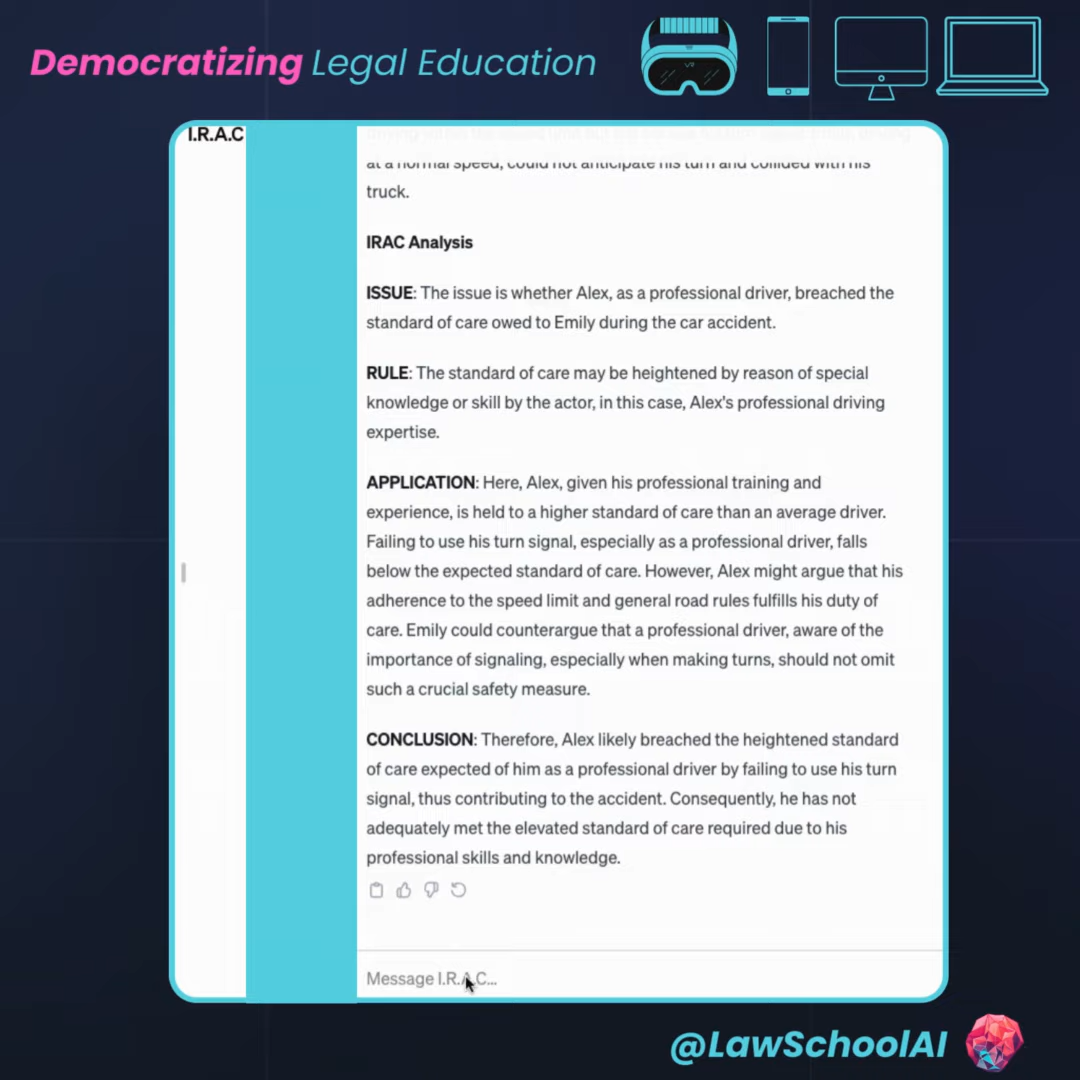 Democratizing Legal Education
I.R.A.C
at a normal speed, could not anticipate his turn and collided with his
truck.
IRAC Analysis
ISSUE: The issue is whether Alex, as a professional driver, breached the
standard of care owed to Emily during the car accident.
RULE: The standard of care may be heightened by reason of special
knowledge or skill by the actor, in this case, Alex's professional driving
expertise.
APPLICATION: Here, Alex, given his professional training and
experience, is held to a higher standard of care than an average driver.
Failing to use his turn signal, especially as a professional driver, falls
below the expected standard of care. However, Alex might argue that his
adherence to the speed limit and general road rules fulfills his duty of
care. Emily could counterargue that a professional driver, aware of the
importance of signaling, especially when making turns, should not omit
such a crucial safety measure.
CONCLUSION: Therefore, Alex likely breached the heightened standard
of care expected of him as a professional driver by failing to use his turn
signal, thus contributing to the accident. Consequently, he has not
adequately met the elevated standard of care required due to his
professional skills and knowledge.
Message I.R.A.C...
@LawSchoolAI